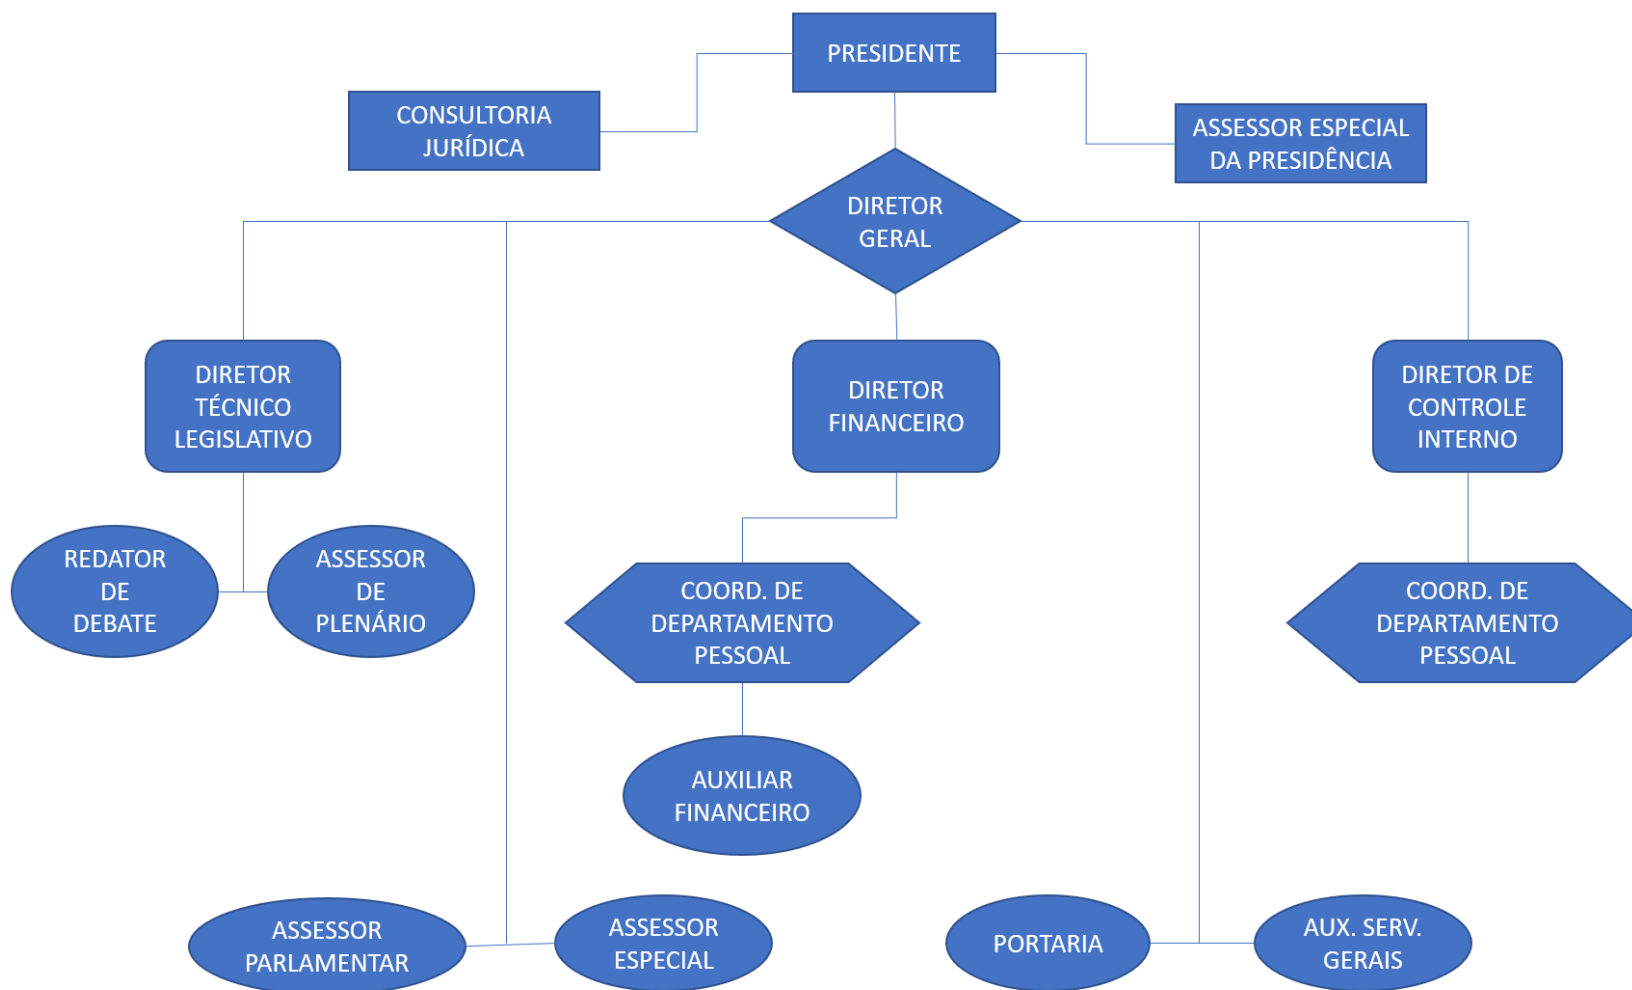 PRESIDENTE
CONSULTORIA
JURÍDICA
ASSESSOR ESPECIAL
DA PRESIDÊNCIA
DIRETOR
GERAL
DIRETOR
TÉCNICO
LEGISLATIVO
DIRETOR
FINANCEIRO
DIRETOR DE
CONTROLE
INTERNO
REDATOR
DE
DEBATE
ASSESSOR
DE
PLENÁRIO
COORD. DE
DEPARTAMENTO
PESSOAL
COORD. DE
DEPARTAMENTO
PESSOAL
AUXILIAR
FINANCEIRO
ASSESSOR
PARLAMENTAR
ASSESSOR
ESPECIAL
PORTARIA
AUX. SERV.
GERAIS